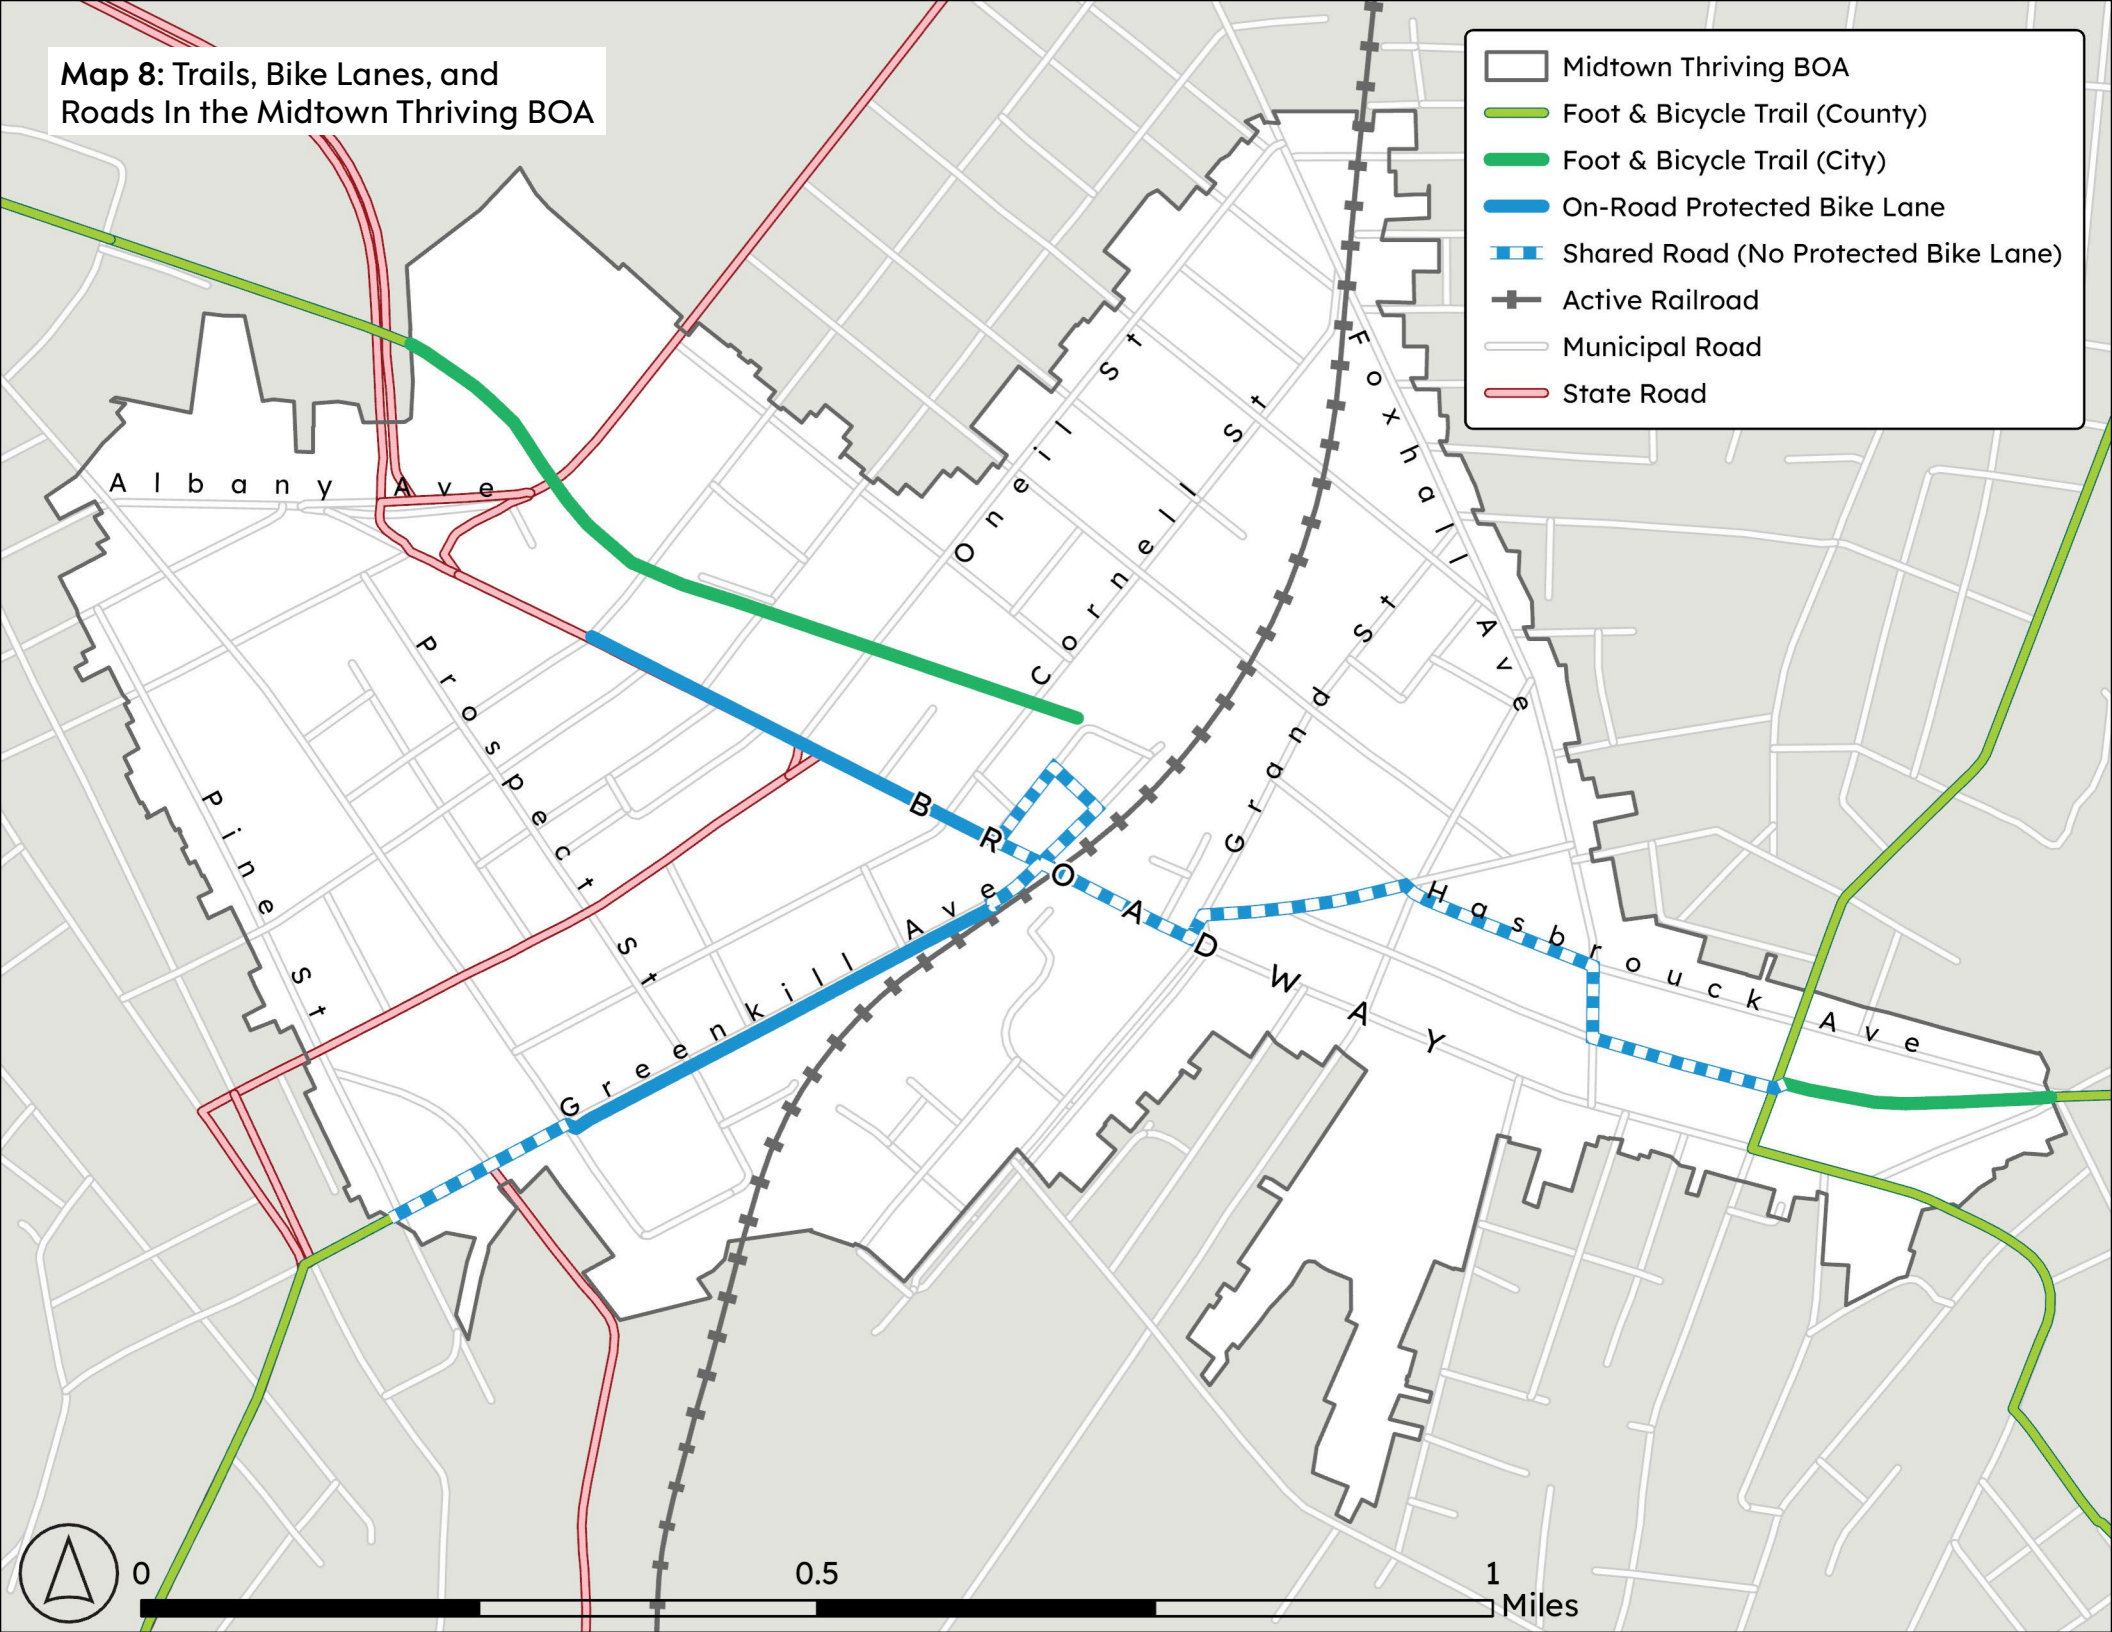 Map 8: Trails, Bike Lanes, and
Roads In the Midtown Thriving BOA
Midtown Thriving BOA
Foot & Bicycle Trail (County)
Foot & Bicycle Trail (City)
On-Road Protected Bike Lane
Shared Road (No Protected Bike Lane)
Active Railroad
Municipal Road
State Road
Albany Ave
Oneil St
Cornell St
Foxhall Ave
Prospect St
Grand St
Pine St
BROADWAY
Greenkill Ave
Hasbrouck Ave
0 0.5 1
Miles